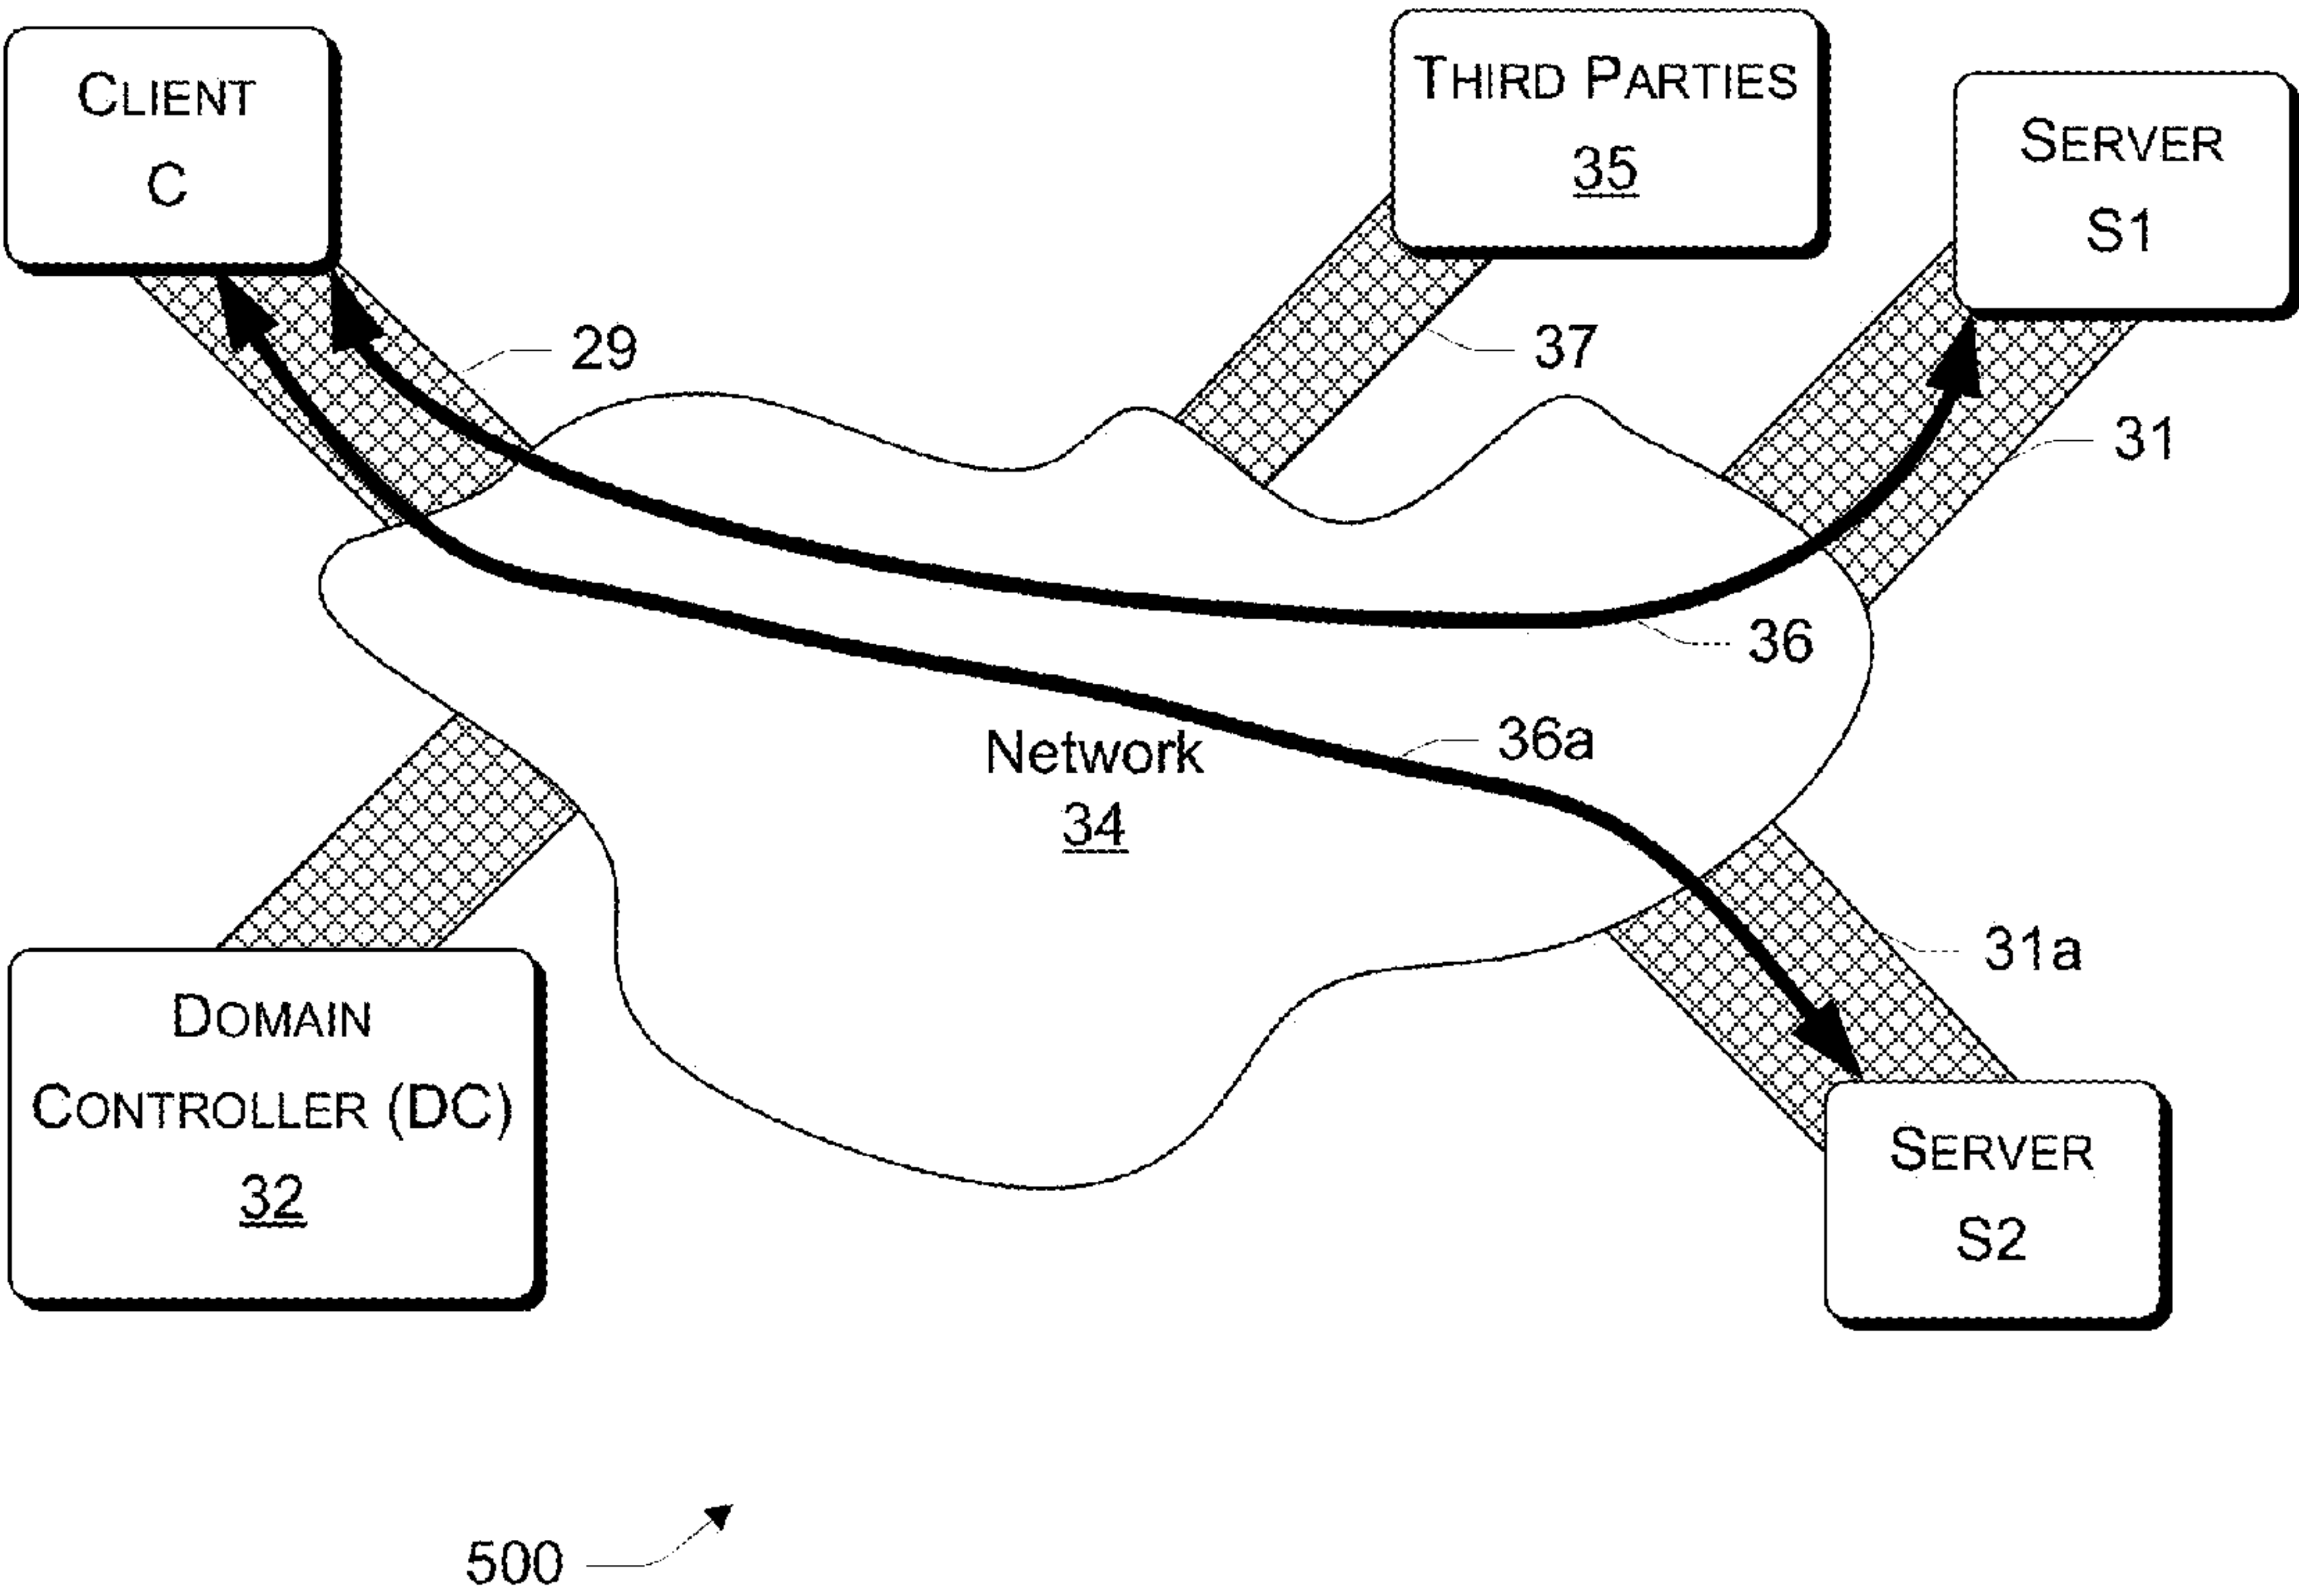 CLIENT
C
THIRD PARTIES
35
SERVER
S1
29
37
31
36
36a
Network
34
31a
DOMAIN
CONTROLLER (DC)
32
SERVER
S2
500